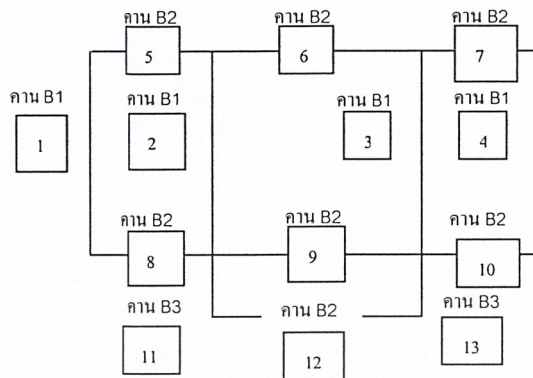 คาน B2 คาน B2 คาน B2
5 6 7
คาน B1 คาน B1 คาน B1 คาน B1
1 2 3 4
คาน B2 คาน B2 คาน B2
8 9 10
คาน B3 คาน B2 คาน B3
11 12 13